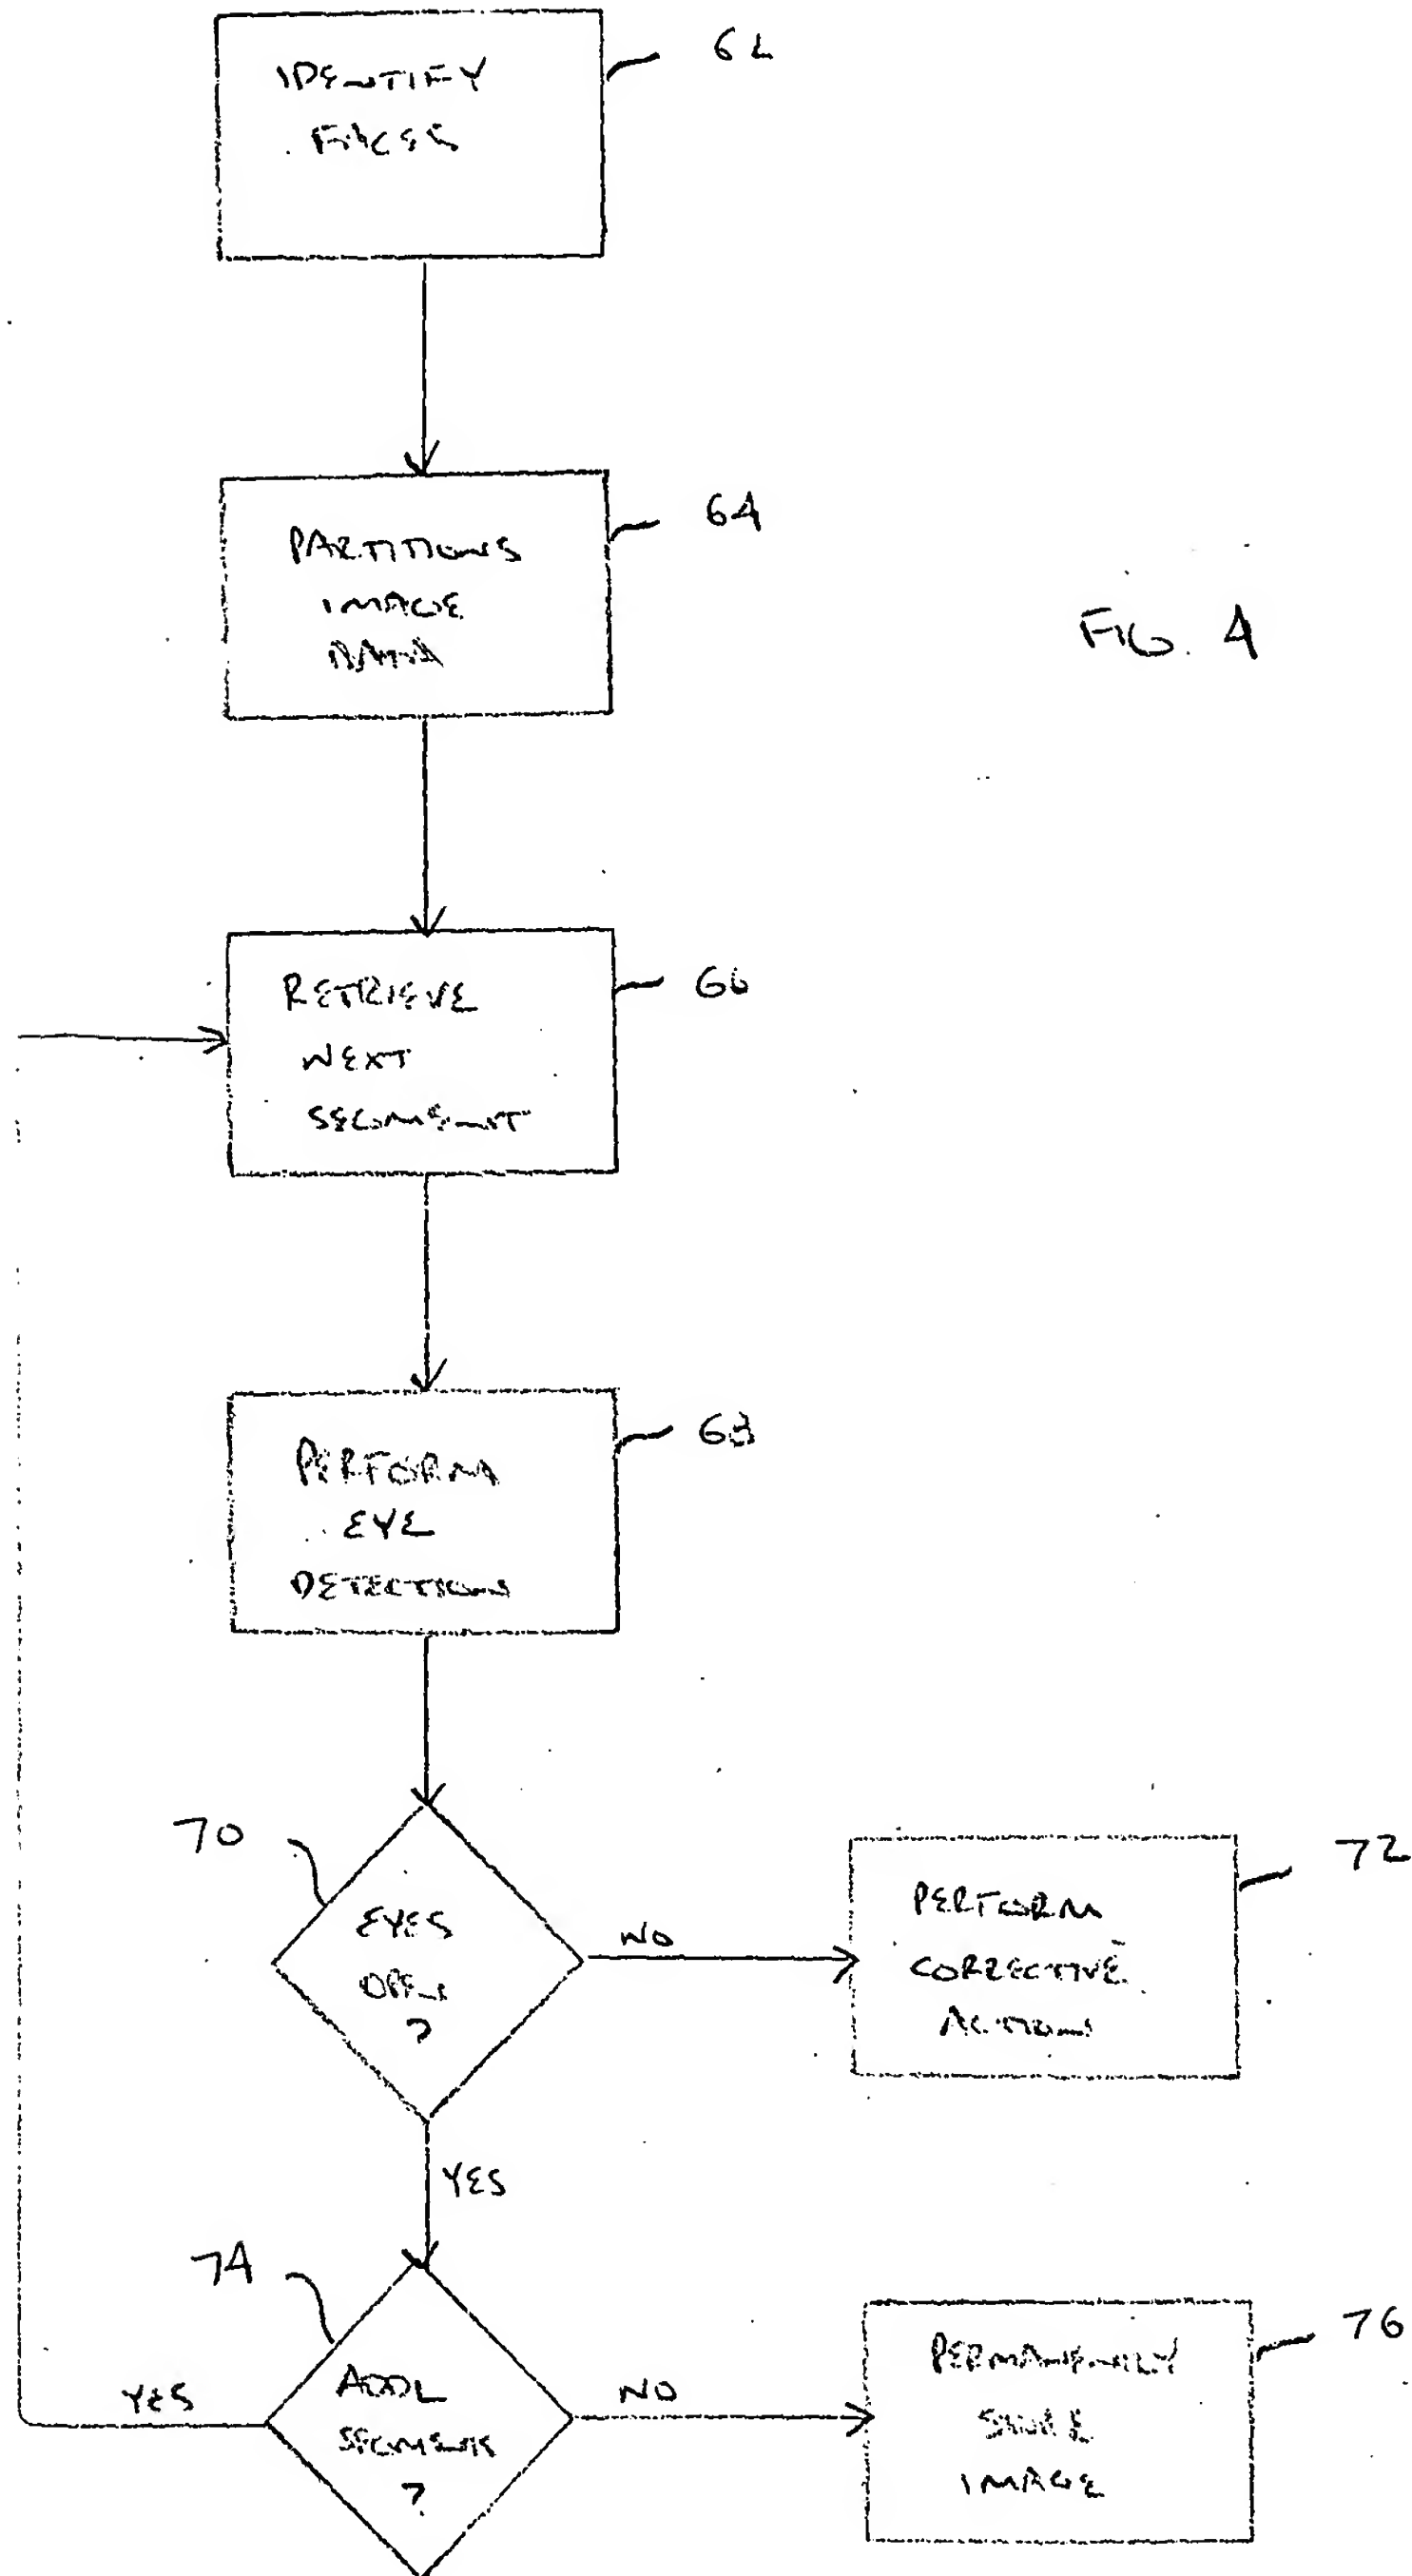 IDENTIFY
FACES
62
PARTITIONS
IMAGE
DATA
64
FIG. 4
RETRIEVE
NEXT
SEGMENT
66
PERFORM
EYE
DETECTION
68
70
EYES
OPEN
?
NO
PERFORM
CORRECTIVE
ACTION
72
YES
74
ADDL
SEGMENTS
?
YES
NO
PERMANENTLY
SAVE
IMAGE
76